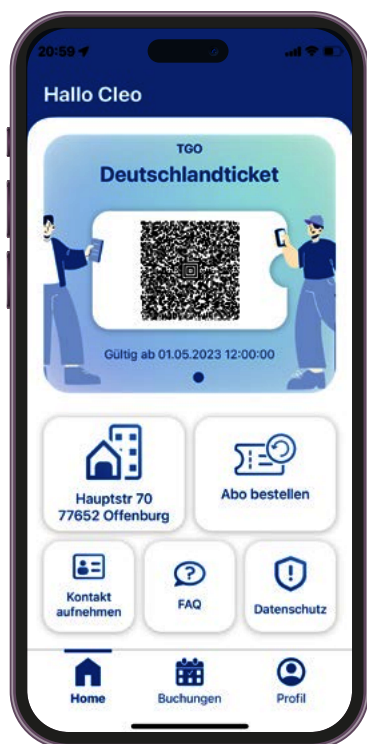 20:59
Hallo Cleo
TGO
Deutschlandticket
Gültig ab 01.05.2023 12:00:00
Hauptstr 70
77652 Offenburg
Abo bestellen
Kontakt
aufnehmen
FAQ
Datenschutz
Home
Buchungen
Profil